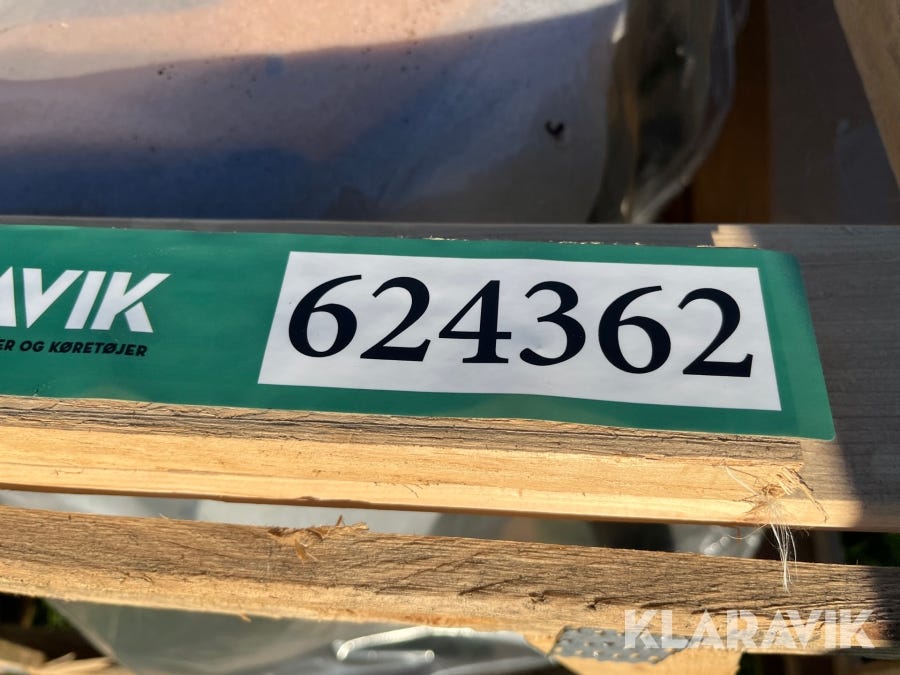 AVIK
ER OG KØRETØJER
624362
KLARAVIK